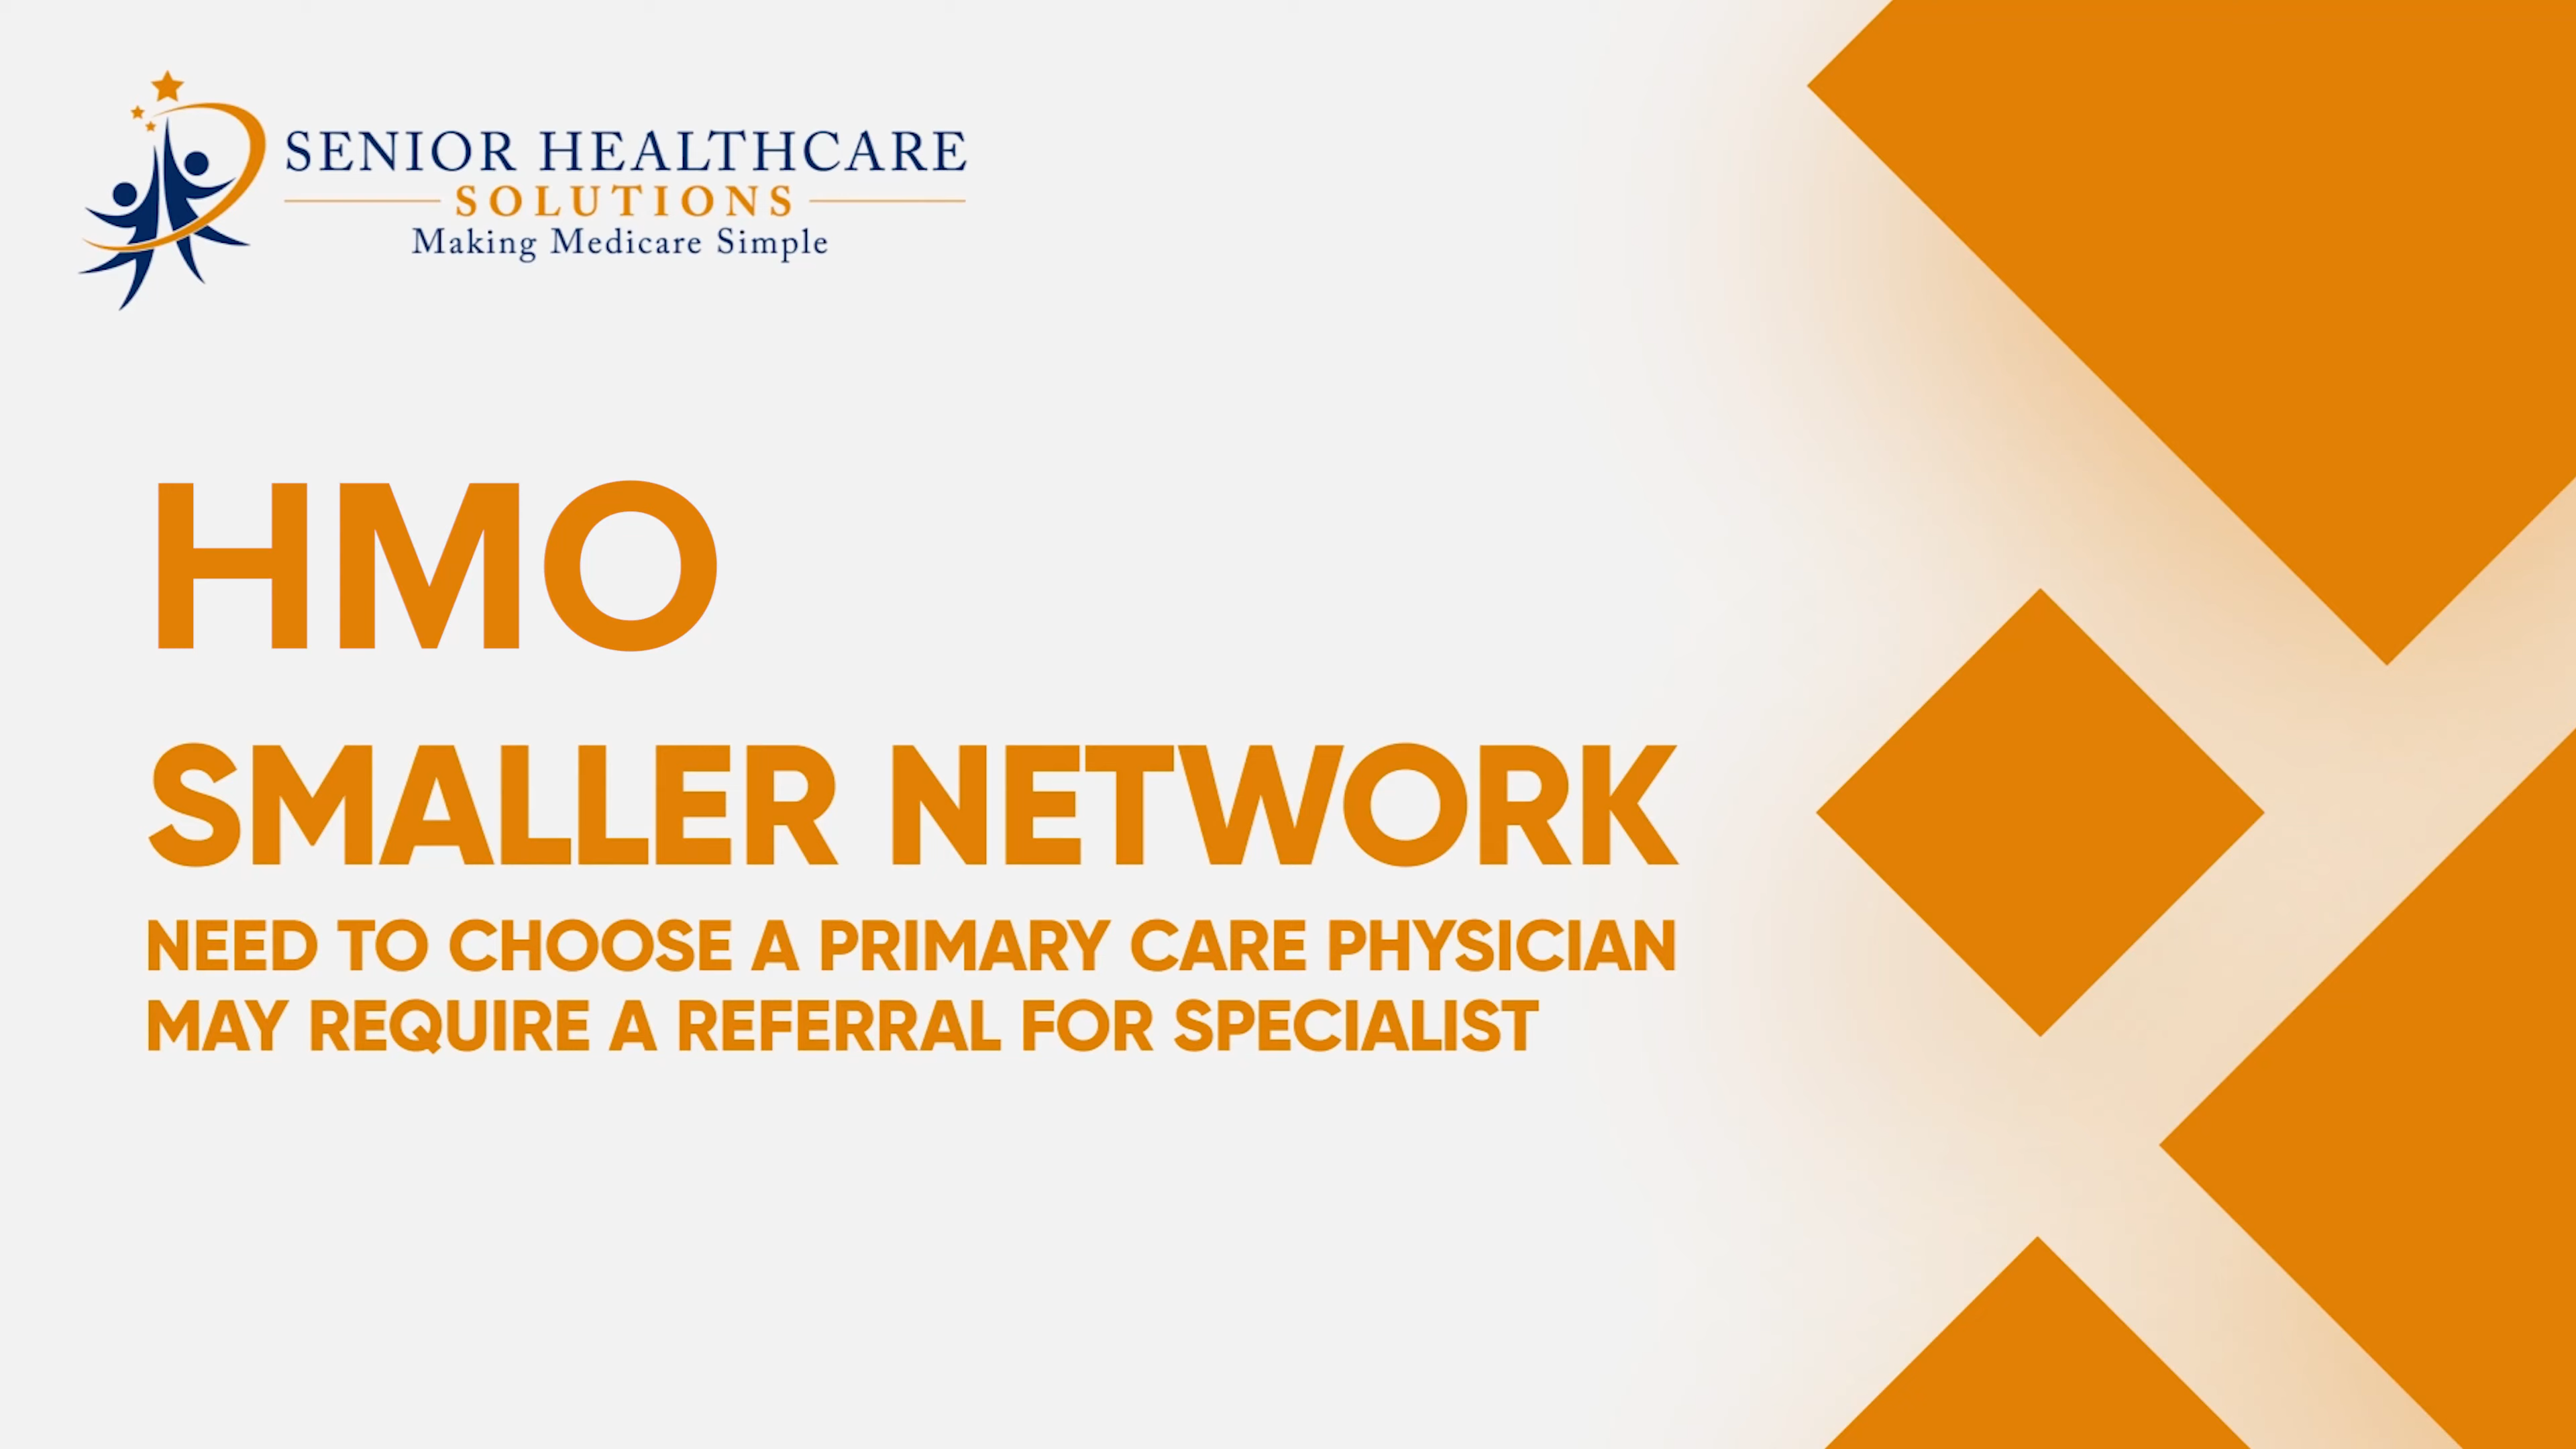 SENIOR HEALTHCARE
SOLUTIONS
Making Medicare Simple
HMO
SMALLER NETWORK
NEED TO CHOOSE A PRIMARY CARE PHYSICIAN
MAY REQUIRE A REFERRAL FOR SPECIALIST